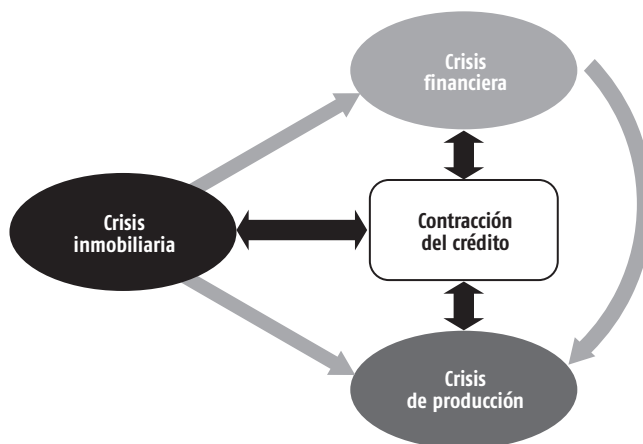 Crisis
financiera
Crisis
inmobiliaria
Contracción
del crédito
Crisis
de producción